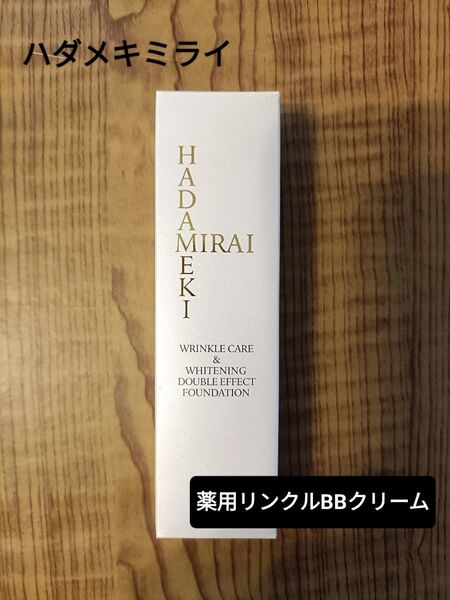 ハダメキミライ
HADAMEKI
MIRAI
WRINKLE CARE
&
WHITENING
DOUBLE EFFECT
FOUNDATION
薬用リンクルBBクリーム